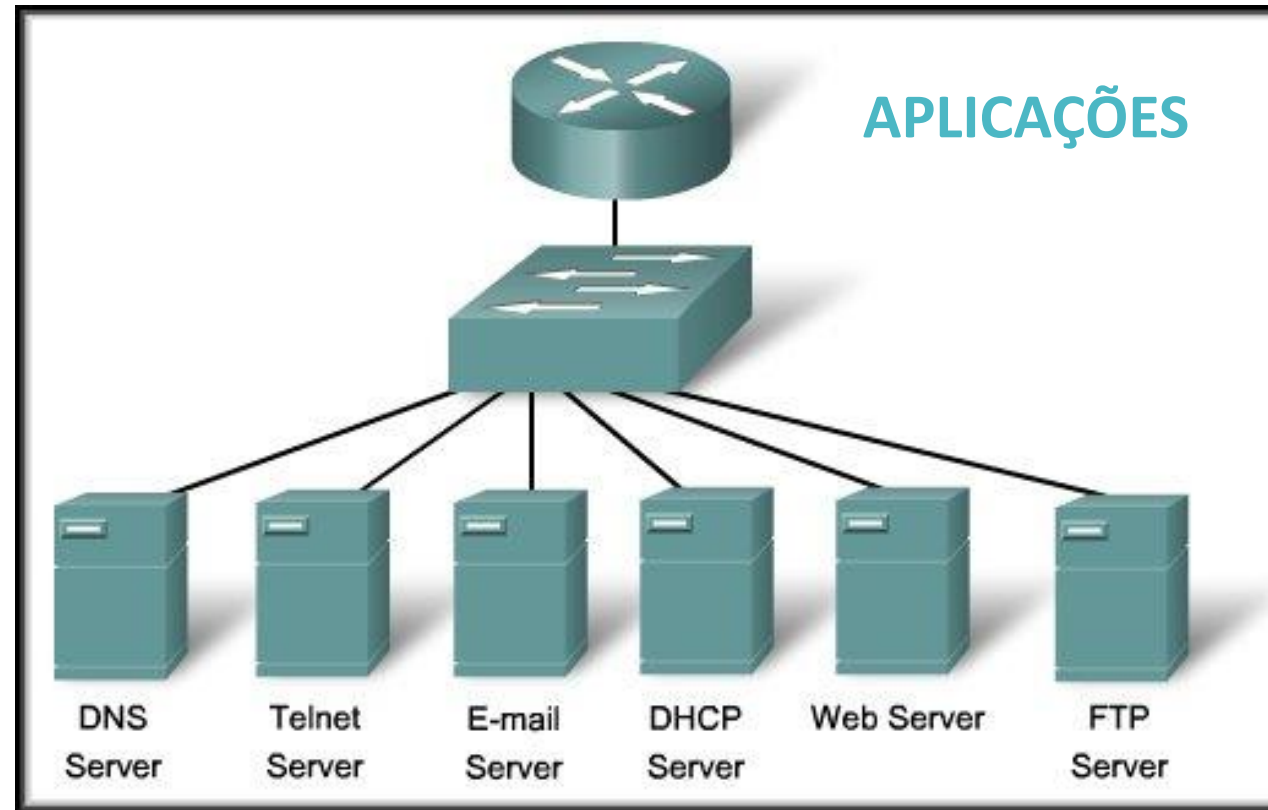 APLICAÇÕES
DNS
Server
Telnet
Server
E-mail
Server
DHCP
Server
Web Server
FTP
Server